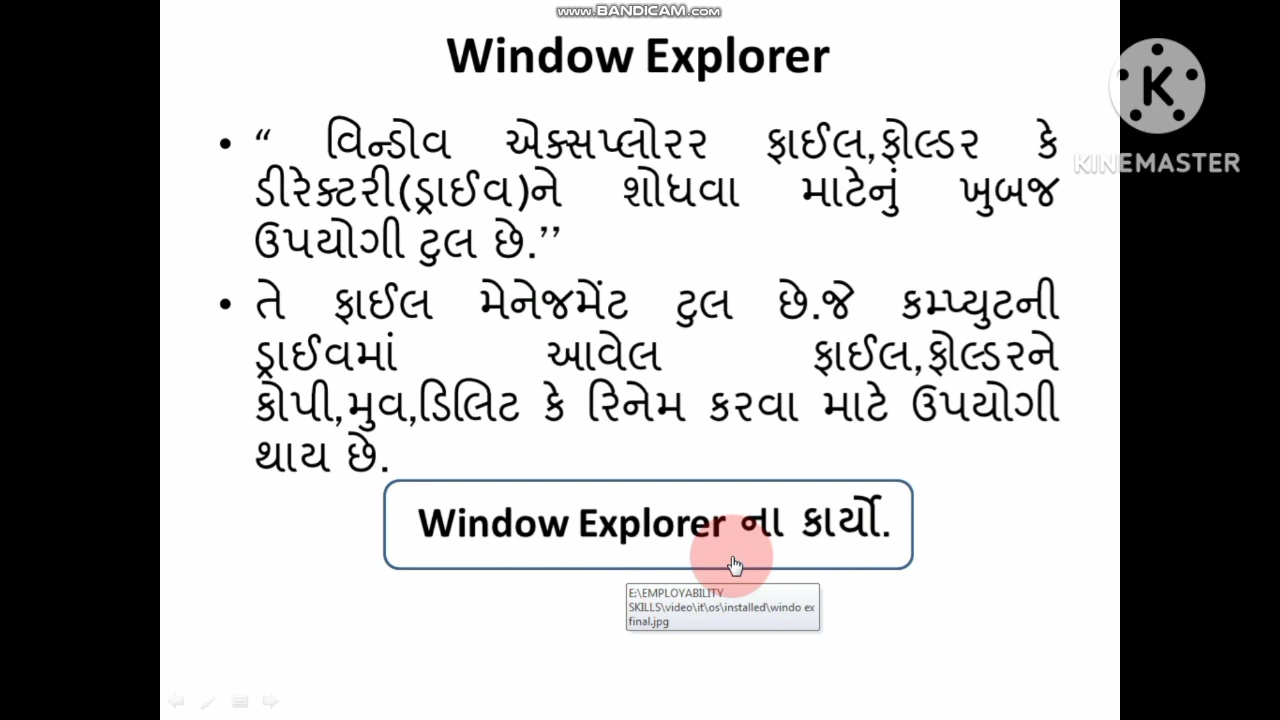 www.BANDICAM.com
Window Explorer
K
KINEMASTER
• “ વિન્ડોવ એક્સપ્લોરર ફાઈલ,ફોલ્ડર કે
ડીરેક્ટરી(ડ્રાઈવ)ને શોધવા માટેનું ખુબજ
ઉપયોગી ટુલ છે.’’
• તે ફાઈલ મેનેજમેંટ ટુલ છે.જે કમ્પ્યુટની
ડ્રાઈવમાં આવેલ ફાઈલ,ફોલ્ડરને
કોપી,મુવ,ડિલિટ કે રિનેમ કરવા માટે ઉપયોગી
થાય છે.
Window Explorer ના કાર્યો.
E:\EMPLOYABILITY
SKILLS\video\it\os\installed\windo ex
final.jpg